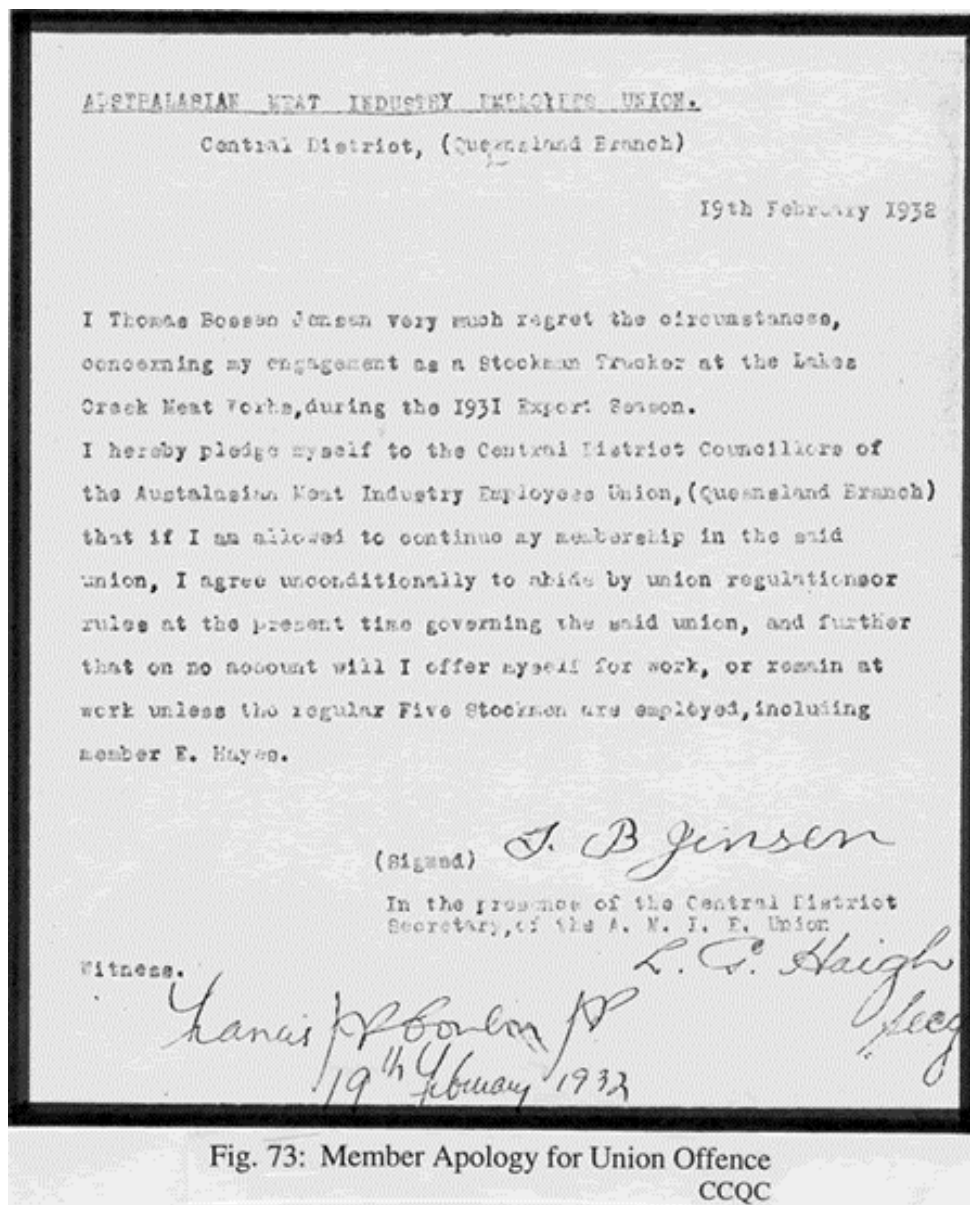 AUSTRALASIAN MEAT INDUSTRY EMPLOYEES UNION.
Central District, (Queensland Branch)
19th February 1932
I Thomas Bossen Jensen very much regret the circumstances,
concerning my engagement as a Stockman Trucker at the Lakes
Creek Meat Works,during the 1931 Export Season.
I hereby pledge myself to the Central District Councillors of
the Austalasian Meat Industry Employees Union,(Queensland Branch)
that if I am allowed to continue my membership in the said
union, I agree unconditionally to abide by union regulationsor
rules at the present time governing the said union, and further
that on no account will I offer myself for work, or remain at
work unless the regular Five Stockmen are employed,including
member E. Hayes.
(Signed) T. B Jensen
In the presence of the Central District
Secretary,of the A. M. I. E. Union
L. G. Haigh
Secy
Witness.
Francis JP
19th February 1932
Fig. 73: Member Apology for Union Offence
CCQC